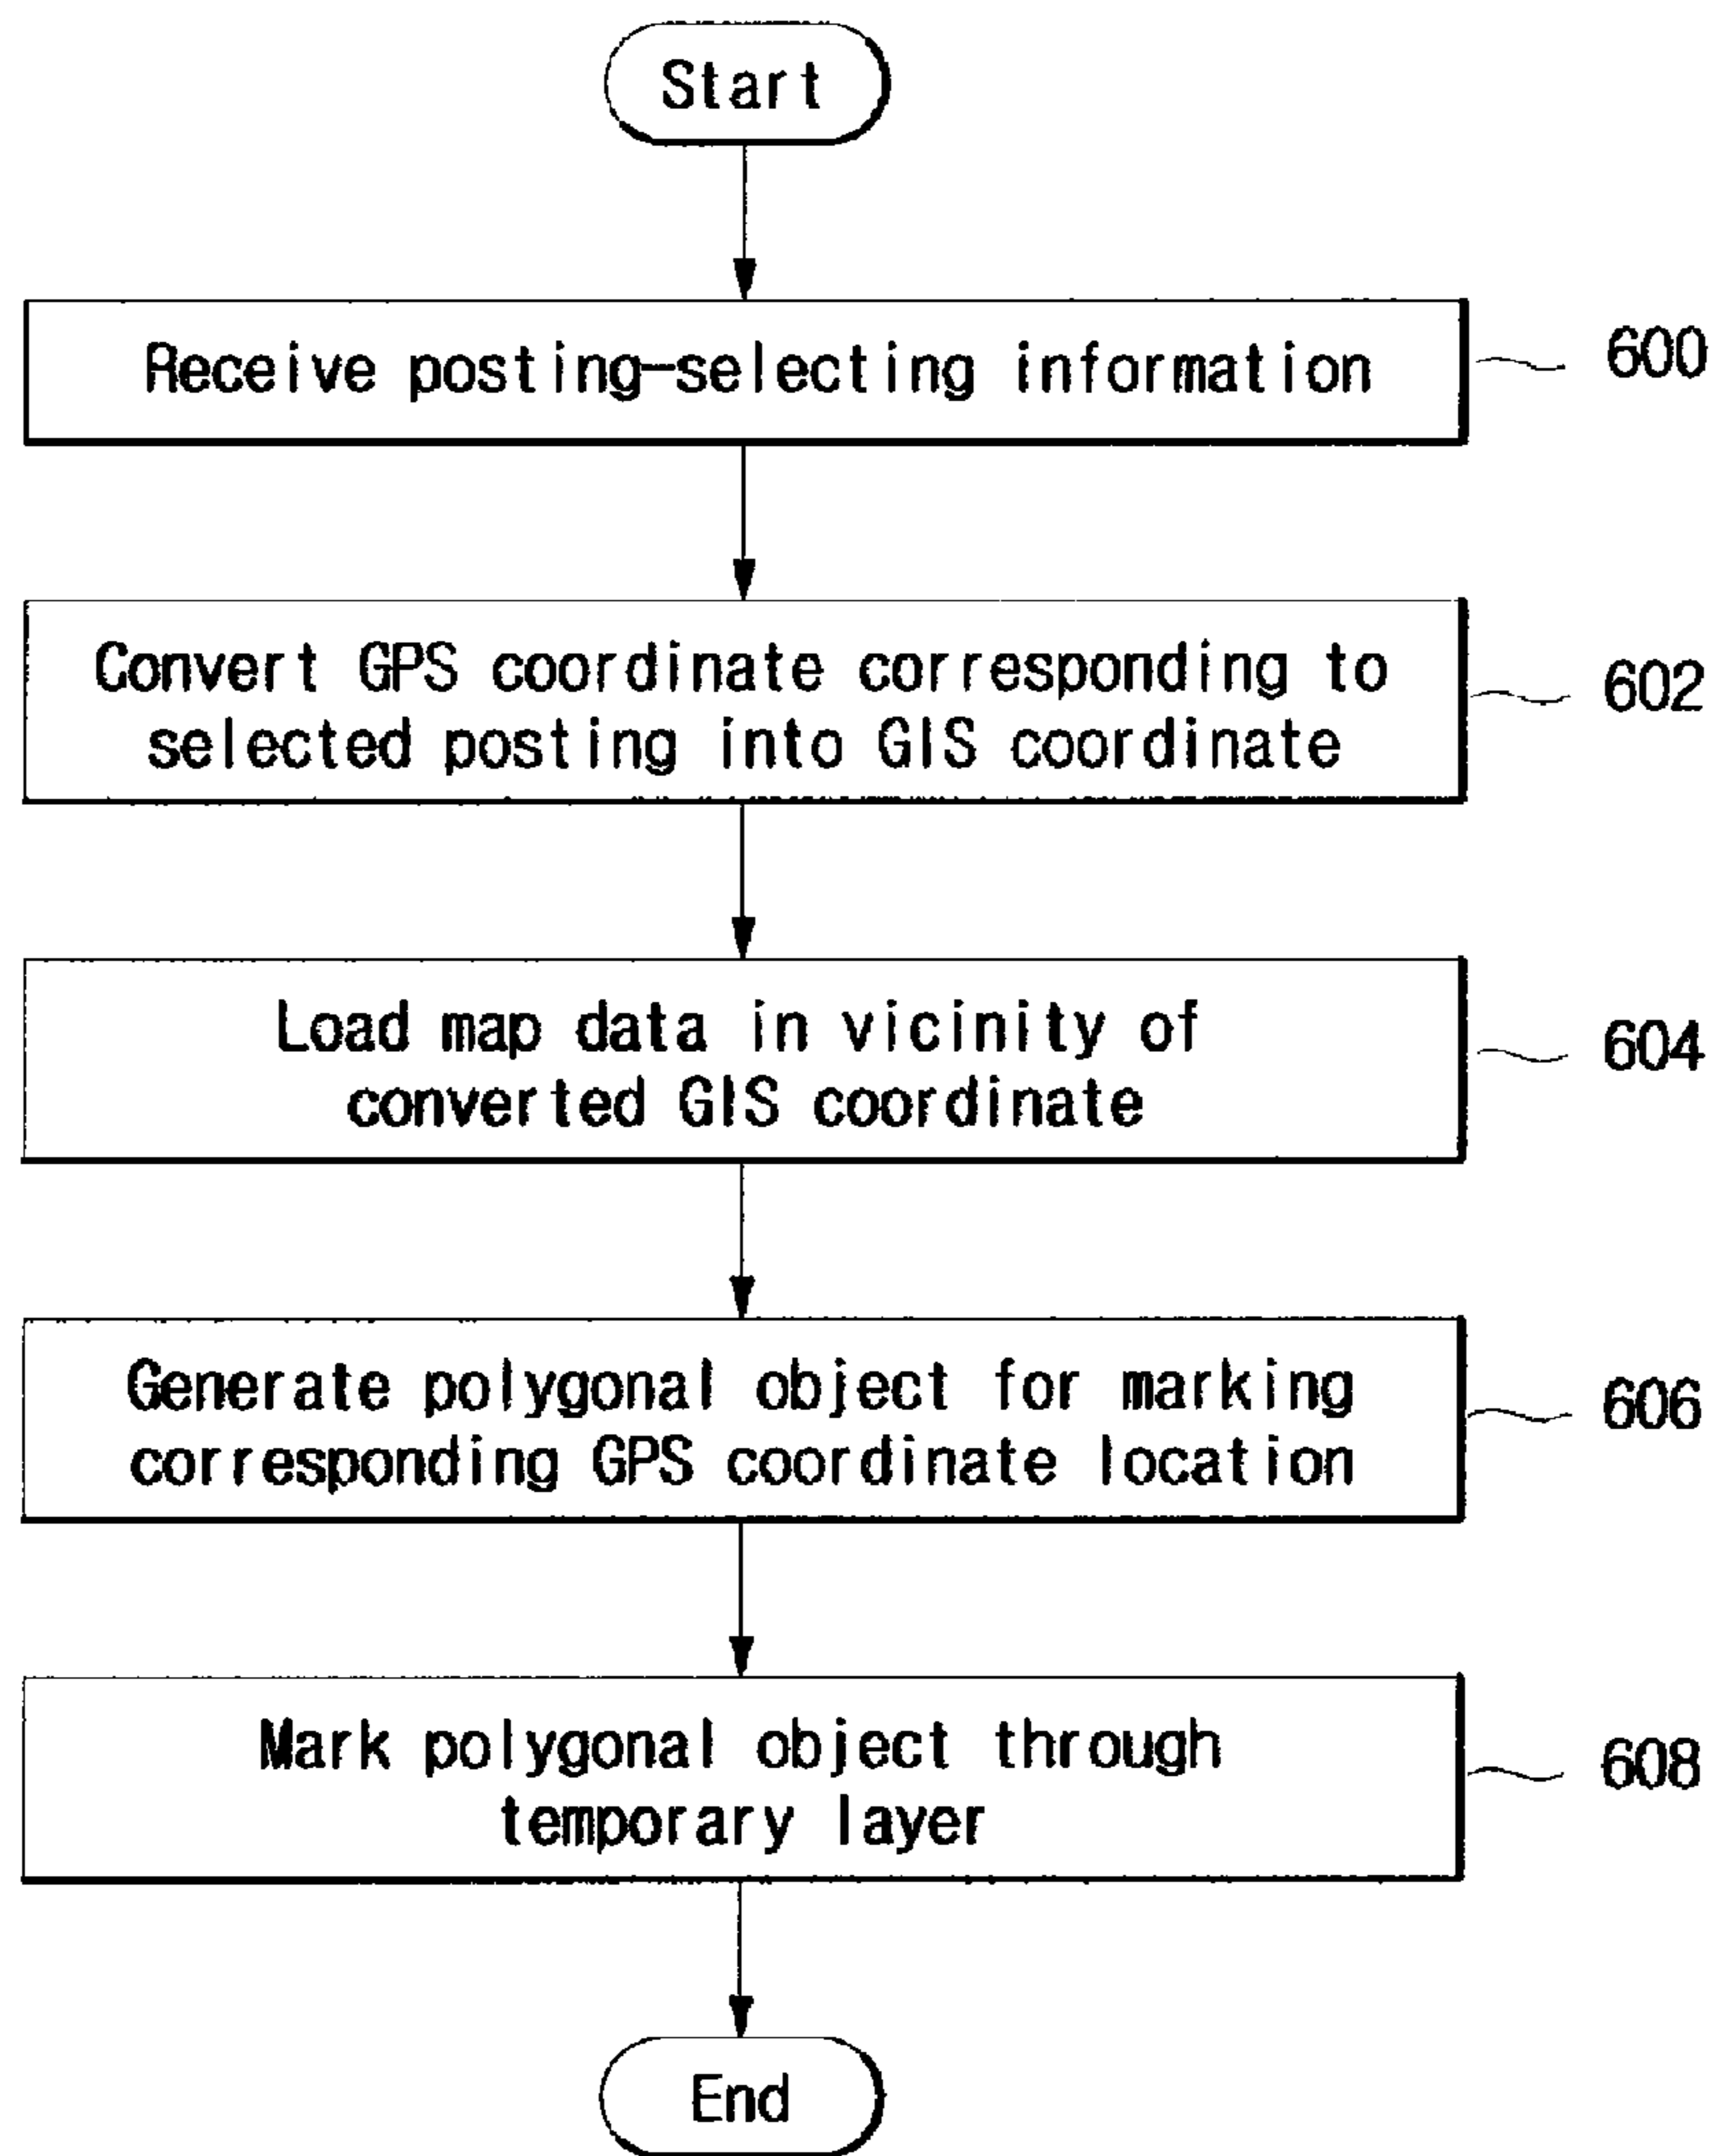 Start
Receive posting-selecting information
600
Convert GPS coordinate corresponding to
selected posting into GIS coordinate
602
Load map data in vicinity of
converted GIS coordinate
604
Generate polygonal object for marking
corresponding GPS coordinate location
606
Mark polygonal object through
temporary layer
608
End